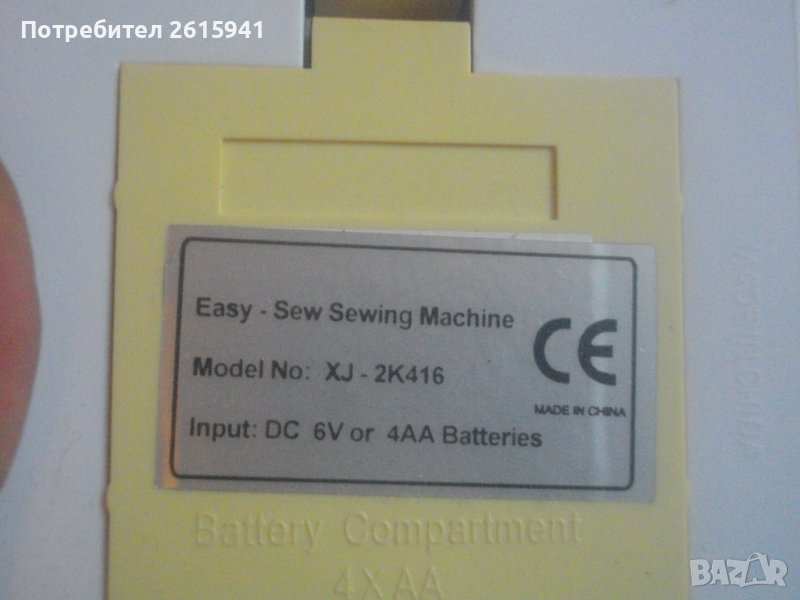 Потребител 2615941
Easy - Sew Sewing Machine
Model No: XJ - 2K416
Input: DC 6V or 4AA Batteries
CE
MADE IN CHINA
Battery Compartment
4 X AA
BAZAR